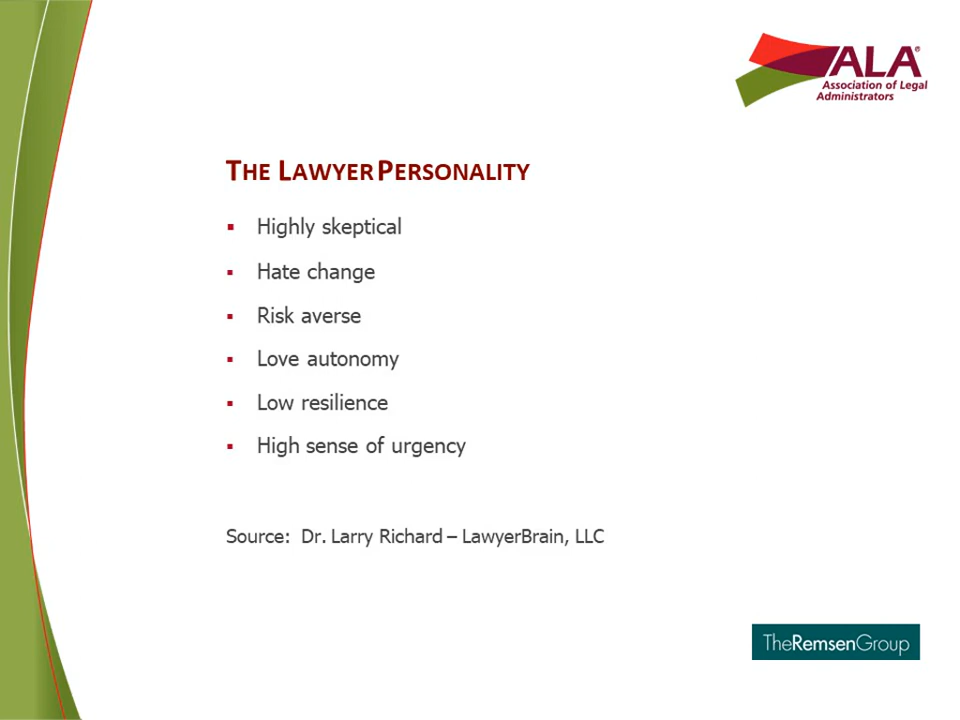 ALA®
Association of Legal
Administrators
THE LAWYER PERSONALITY
▪ Highly skeptical
▪ Hate change
▪ Risk averse
▪ Love autonomy
▪ Low resilience
▪ High sense of urgency
Source: Dr. Larry Richard – LawyerBrain, LLC
TheRemsenGroup